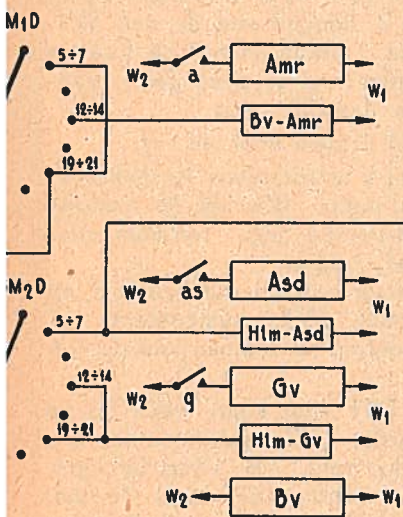 M₁D
5÷7
W₂ a Amr W₁
12÷14
Bv-Amr
19÷21
M₂D
W₂ as Asd W₁
5÷7
Hlm-Asd
12÷14
W₂ g Gv W₁
19÷21
Hlm-Gv
W₂ Bv W₁